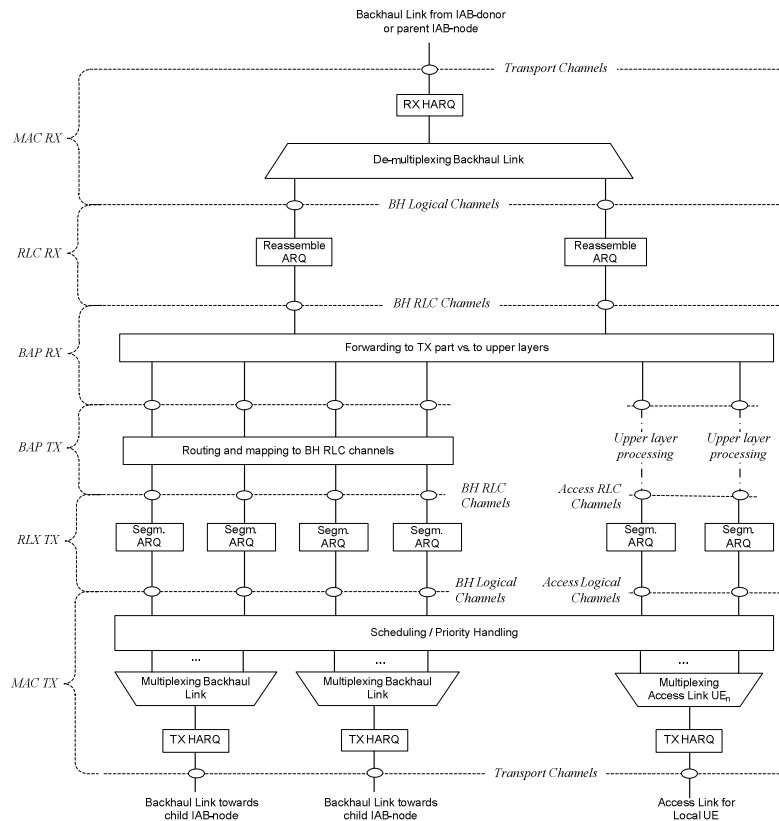 Backhaul Link from IAB-donor
or parent IAB-node
Transport Channels
RX HARQ
MAC RX
De-multiplexing Backhaul Link
BH Logical Channels
Reassemble
ARQ
Reassemble
ARQ
RLC RX
BH RLC Channels
Forwarding to TX part vs. to upper layers
BAP RX
BAP TX
Routing and mapping to BH RLC channels
Upper layer
processing
Upper layer
processing
BH RLC
Channels
Access RLC
Channels
RLX TX
Segm.
ARQ
Segm.
ARQ
Segm.
ARQ
Segm.
ARQ
Segm.
ARQ
Segm.
ARQ
BH Logical
Channels
Access Logical
Channels
Scheduling / Priority Handling
...
...
...
MAC TX
Multiplexing Backhaul
Link
Multiplexing Backhaul
Link
Multiplexing
Access Link UEn
TX HARQ
TX HARQ
TX HARQ
Transport Channels
Backhaul Link towards
child IAB-node
Backhaul Link towards
child IAB-node
Access Link for
Local UE